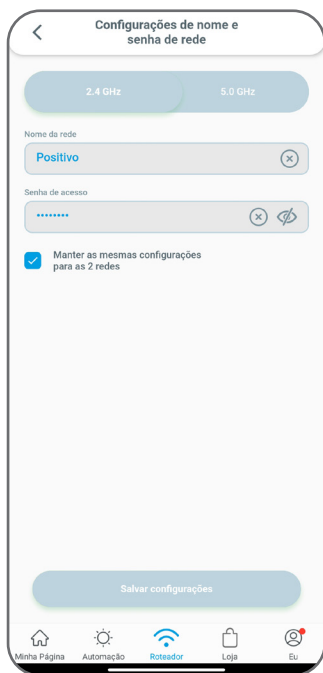 Configurações de nome e
senha de rede
2.4 GHz
5.0 GHz
Nome da rede
Positivo
Senha de acesso
••••••••
Manter as mesmas configurações
para as 2 redes
Salvar configurações
Minha Página
Automação
Roteador
Loja
Eu